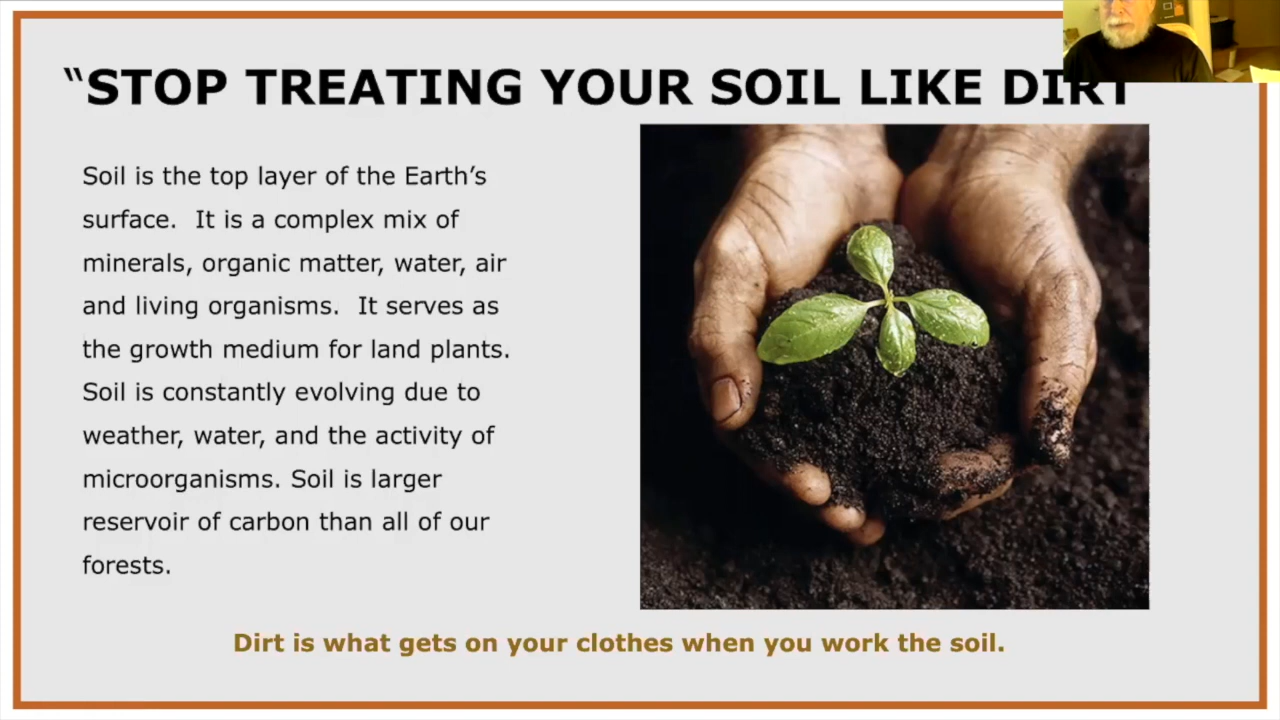 “STOP TREATING YOUR SOIL LIKE DIRT
Soil is the top layer of the Earth’s
surface.  It is a complex mix of
minerals, organic matter, water, air
and living organisms.  It serves as
the growth medium for land plants.
Soil is constantly evolving due to
weather, water, and the activity of
microorganisms. Soil is larger
reservoir of carbon than all of our
forests.
Dirt is what gets on your clothes when you work the soil.